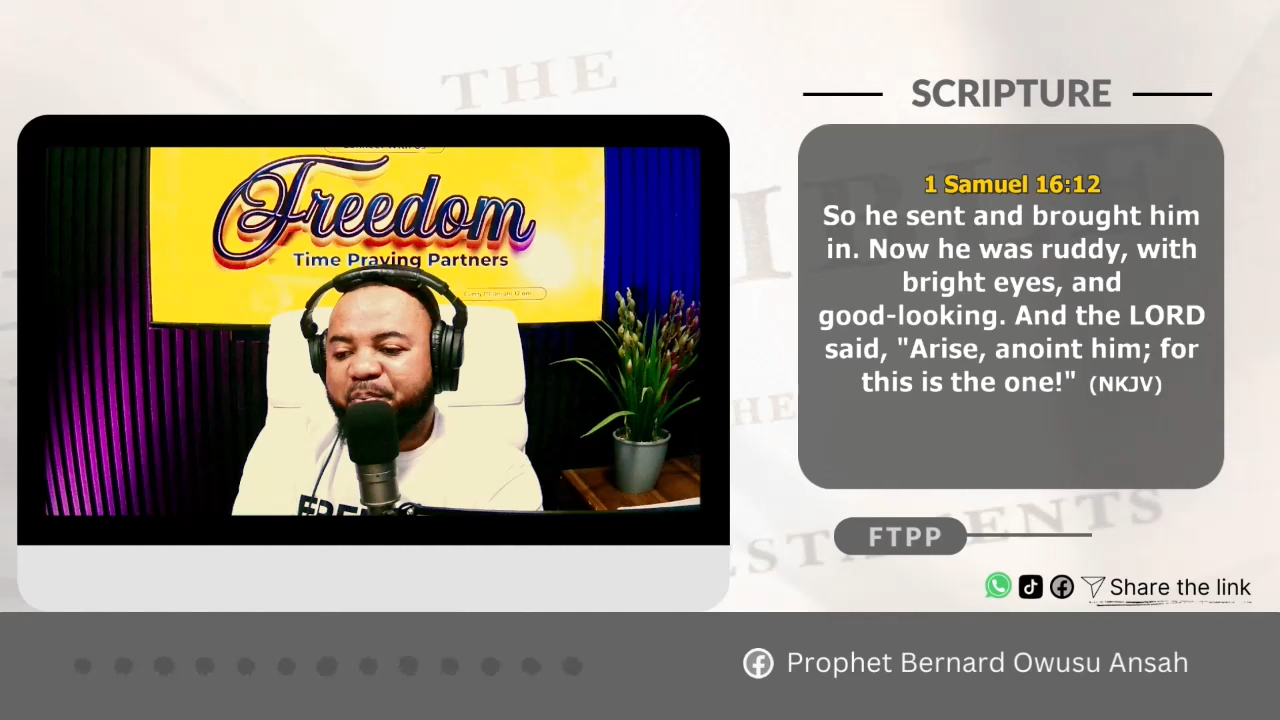 THE
SCRIPTURE
Freedom
Time Praying Partners
1 Samuel 16:12
So he sent and brought him
in. Now he was ruddy, with
bright eyes, and
good-looking. And the LORD
said, "Arise, anoint him; for
this is the one!" (NKJV)
FTPP
Share the link
Prophet Bernard Owusu Ansah